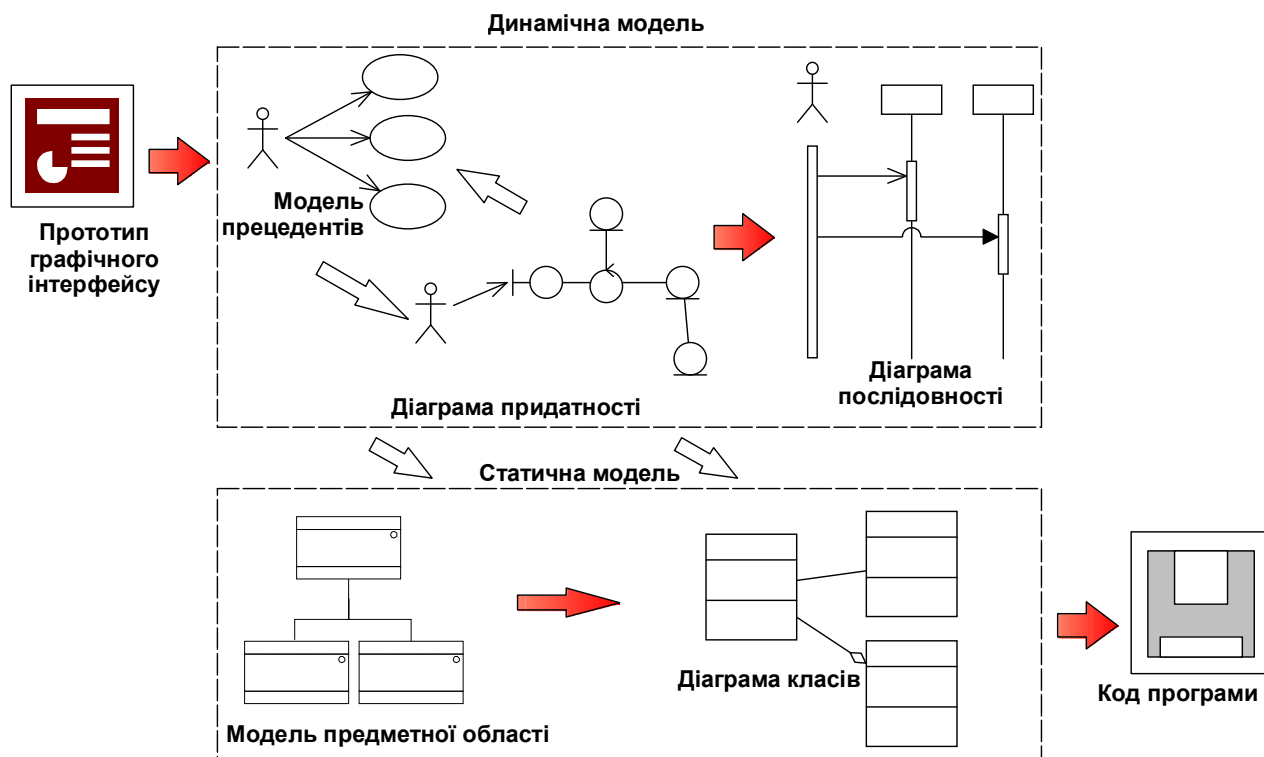 Динамічна модель
Прототип
графічного
інтерфейсу
Модель
прецедентів
Діаграма придатності
Діаграма
послідовності
Статична модель
Модель предметної області
Діаграма класів
Код програми